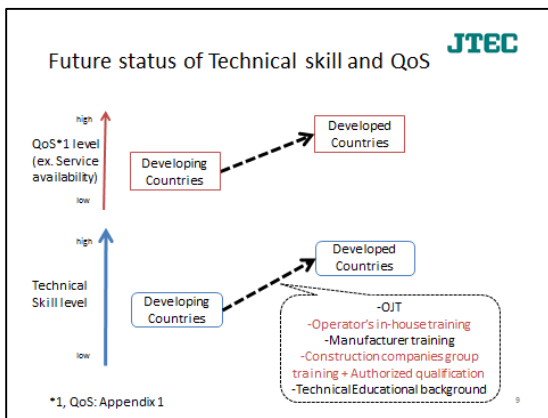 JTEC
Future status of Technical skill and QoS
high
QoS*1 level
(ex. Service
availability)
low
Developing
Countries
Developed
Countries
high
Technical
Skill level
low
Developing
Countries
Developed
Countries
-OJT
-Operator's in-house training
-Manufacturer training
-Construction companies group
training + Authorized qualification
-Technical Educational background
*1, QoS: Appendix 1
9